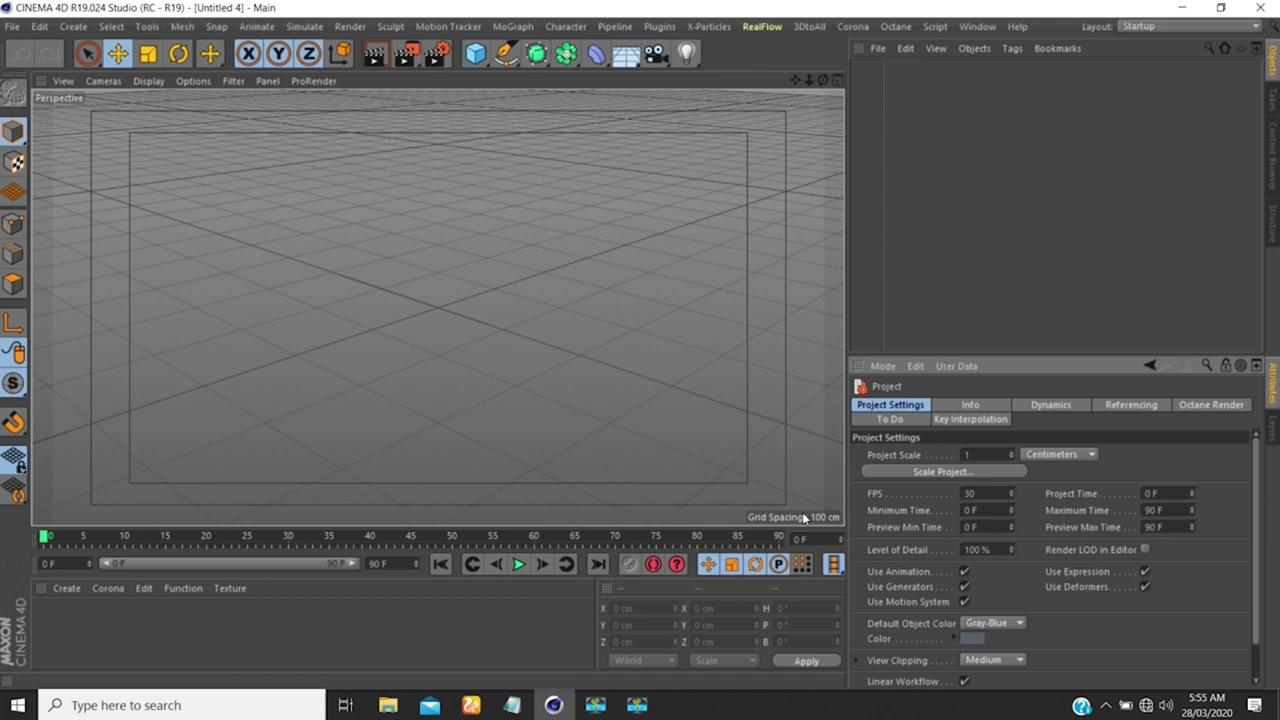 CINEMA 4D R19.024 Studio (RC - R19) - [Untitled 4] - Main
File Edit Create Select Tools Mesh Snap Animate Simulate Render Sculpt Motion Tracker MoGraph Character Pipeline Plugins X-Particles RealFlow 3DtoAll Corona Octane Script Window Help Layout: Startup
X Y Z
File Edit View Objects Tags Bookmarks
View Cameras Display Options Filter Panel ProRender
Perspective
Objects
Takes
Content Browser
Structure
Grid Spacing : 100 cm
Mode Edit User Data
Project
Project Settings Info Dynamics Referencing Octane Render
To Do Key Interpolation
Attributes
Layers
Project Settings
Project Scale ...... 1 Centimeters
Scale Project...
FPS 30 Project Time 0 F
Minimum Time 0 F Maximum Time 90 F
Preview Min Time 0 F Preview Max Time 90 F
Level of Detail 100 % Render LOD in Editor
Use Animation Use Expression
Use Generators Use Deformers
Use Motion System
Default Object Color Gray-Blue
Color
View Clipping Medium
Linear Workflow
0 5 10 15 20 25 30 35 40 45 50 55 60 65 70 75 80 85 90 0 F
0 F 0 F 90 F 90 F
Create Corona Edit Function Texture
-- -- --
X 0 cm X 0 cm H 0 °
Y 0 cm Y 0 cm P 0 °
Z 0 cm Z 0 cm B 0 °
World Scale Apply
MAXON CINEMA 4D
Type here to search
5:55 AM
28/03/2020